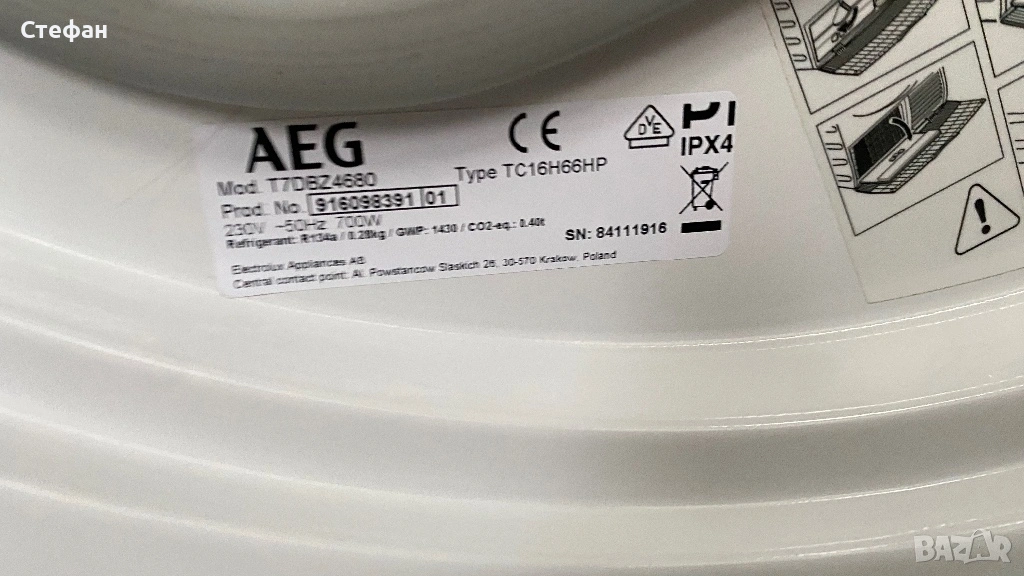 Стефан
AEG
Mod. T7DBZ4680
Type TC16H66HP
DVE
IPX4
Prod. No. 916098391 01
230V ~50Hz 700W
Refrigerant: R134a / 0.28kg / GWP: 1430 / CO2-eq.: 0.40t
SN: 84111916
Electrolux Appliances AB
Central contact point: Al. Powstancow Slaskich 26, 30-570 Krakow, Poland
BAZAR